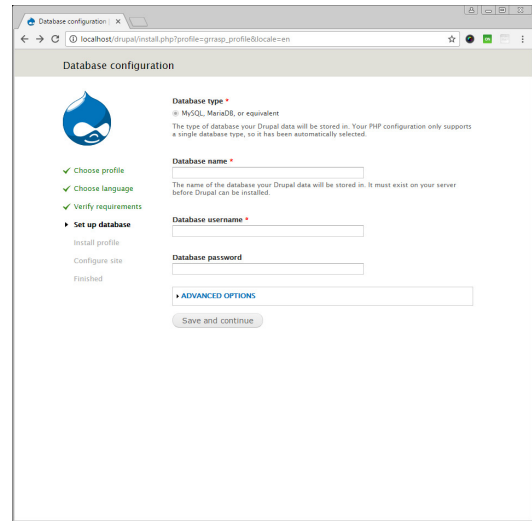 Database configuration |
localhost/drupal/install.php?profile=grrasp_profile&locale=en
Database configuration
Database type *
MySQL, MariaDB, or equivalent
The type of database your Drupal data will be stored in. Your PHP configuration only supports
a single database type, so it has been automatically selected.
Database name *
The name of the database your Drupal data will be stored in. It must exist on your server
before Drupal can be installed.
Database username *
Database password
ADVANCED OPTIONS
Save and continue
Choose profile
Choose language
Verify requirements
Set up database
Install profile
Configure site
Finished